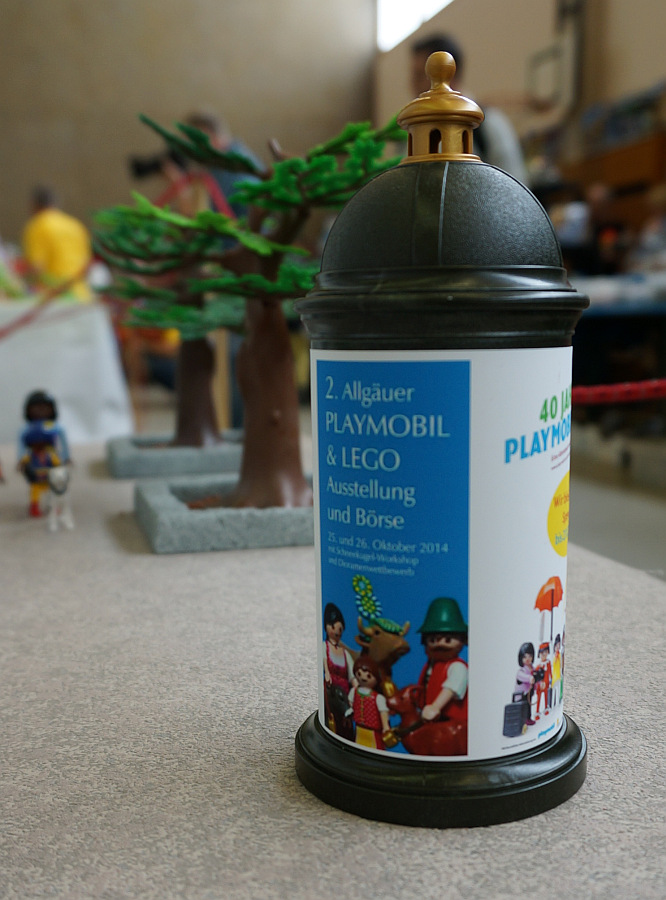 2. Allgäuer
PLAYMOBIL
& LEGO
Ausstellung
und Börse
25. und 26. Oktober 2014
mit Schneekugel-Workshop
und Dioramenwettbewerb
40 JA
PLAYMO